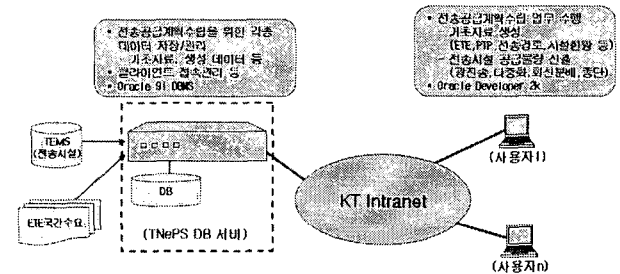 • 전송공급계획수립을 위한 각종
데이터 저장/관리
기초자료, 생성 데이터 등
• 클라이언트 접속관리 등
• Oracle 9i DBMS
• 전송공급계획수립 업무 수행
- 기초자료 생성
(ETE,PTP,전송경로,시설현황 등)
- 전송시설 공급물량 산출
(광전송,다중화,회선분배,종단)
• Oracle Developer 2k
TEMS
(전송시설)
DB
ETE국간수요
(TNePS DB 서버)
KT Intranet
(사용자1)
(사용자n)